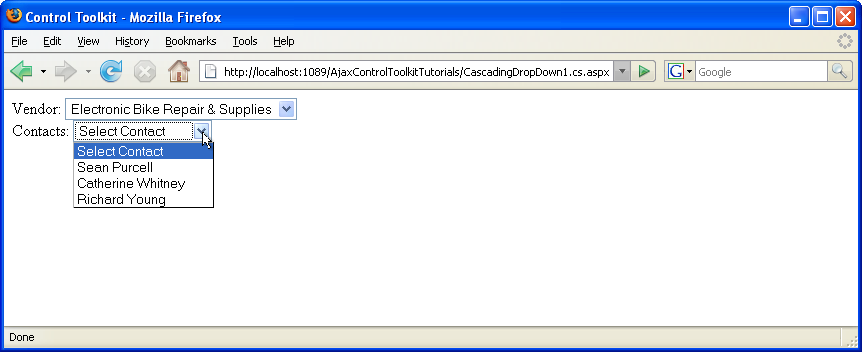 Control Toolkit - Mozilla Firefox
File Edit View History Bookmarks Tools Help
http://localhost:1089/AjaxControlToolkitTutorials/CascadingDropDown1.cs.aspx G Google
Vendor: Electronic Bike Repair & Supplies
Contacts: Select Contact
Select Contact
Sean Purcell
Catherine Whitney
Richard Young
Done